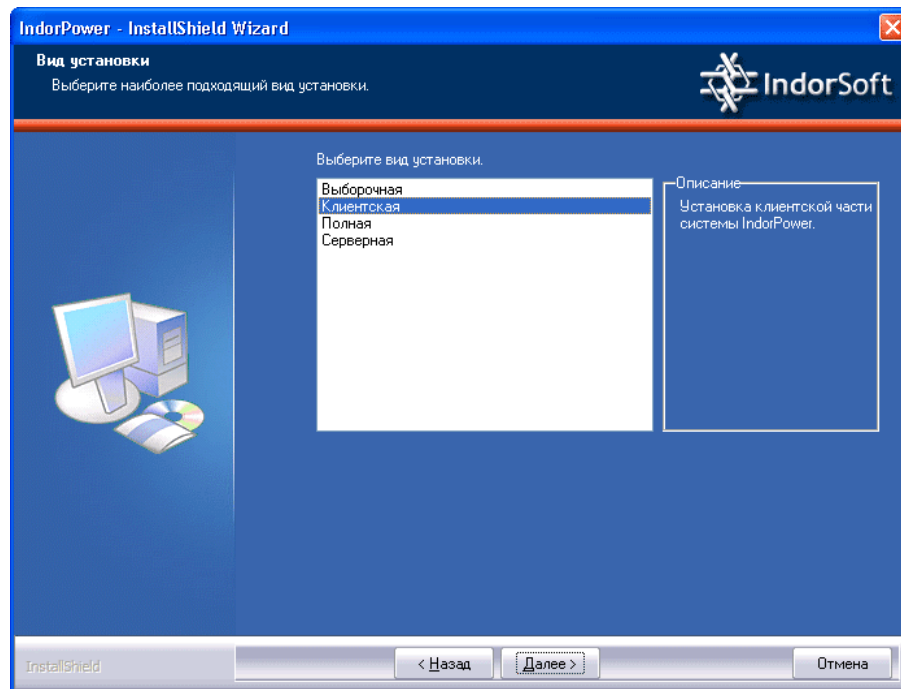 IndorPower - InstallShield Wizard
Вид установки
Выберите наиболее подходящий вид установки.
IndorSoft
Выберите вид установки.
Выборочная
Клиентская
Полная
Серверная
Описание
Установка клиентской части
системы IndorPower.
InstallShield
< Назад
Далее >
Отмена